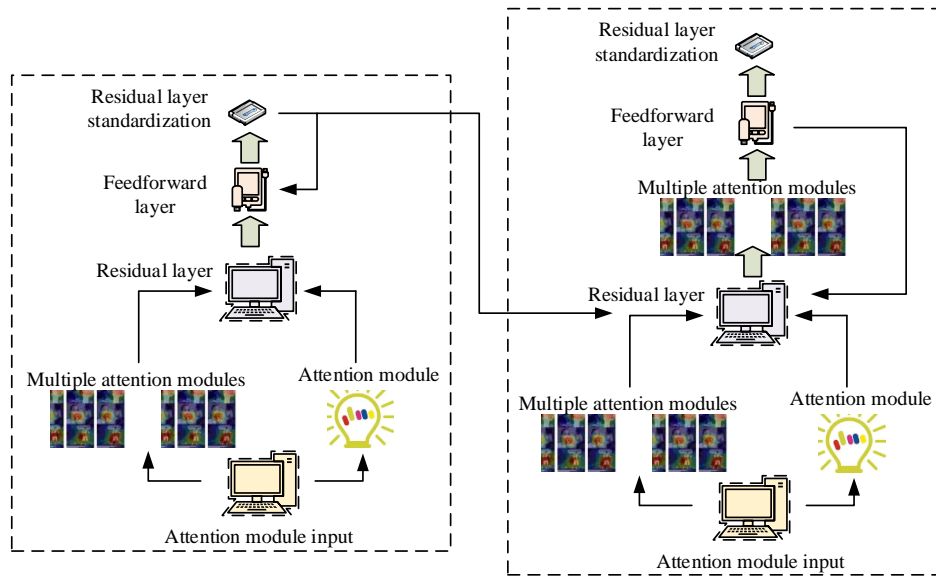 Residual layer
standardization
Feedforward
layer
Residual layer
Multiple attention modules
Attention module
Attention module input
Residual layer
standardization
Feedforward
layer
Multiple attention modules
Residual layer
Multiple attention modules
Attention module
Attention module input